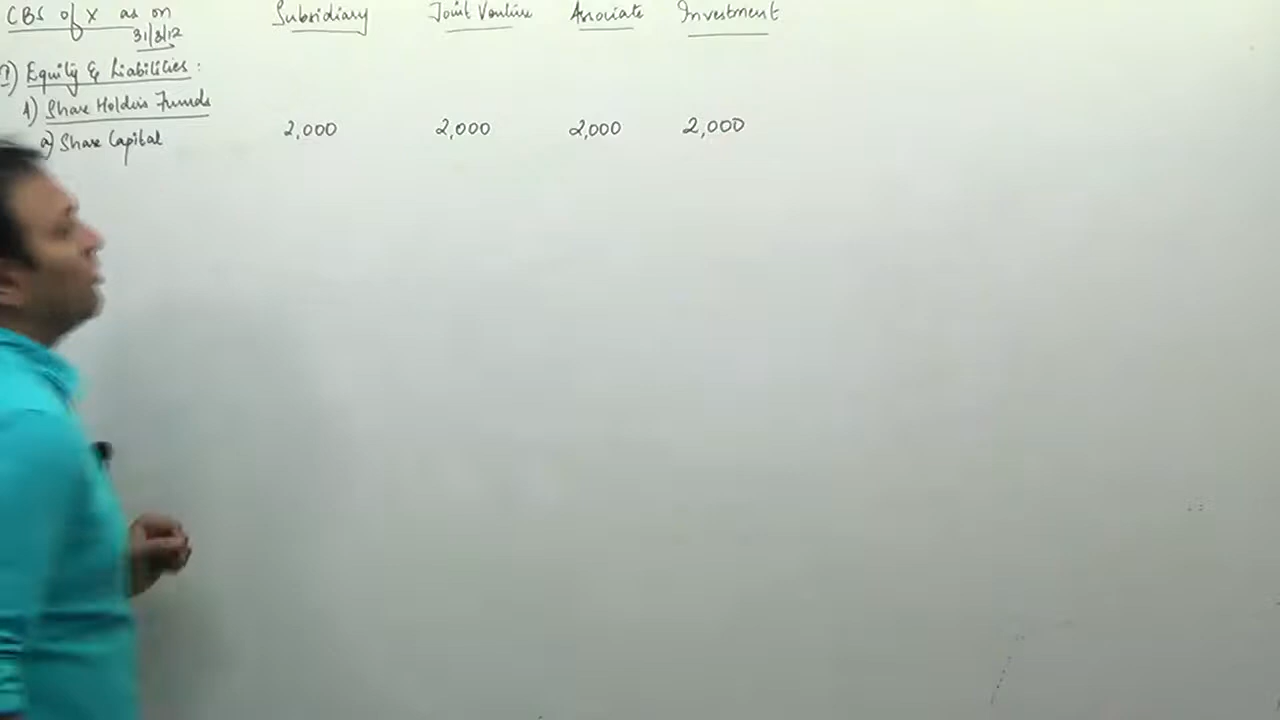 CBS of X as on 31/3/12
Subsidiary Joint Venture Associate Investment
Equity & Liabilities :
1) Share Holders Funds
a) Share Capital 2,000 2,000 2,000 2,000